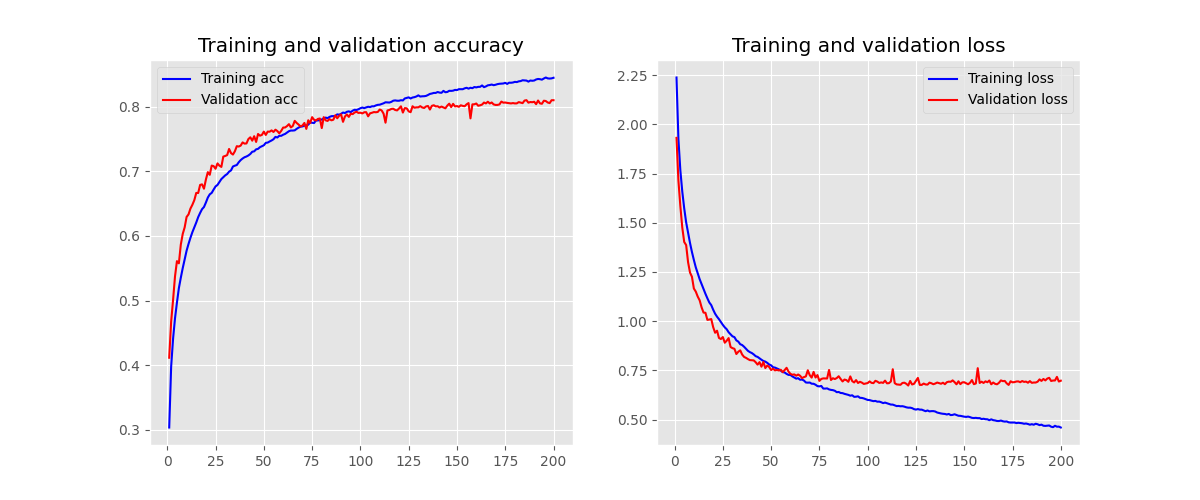 Training and validation accuracy
Training acc
Validation acc
0.8
0.7
0.6
0.5
0.4
0.3
0 25 50 75 100 125 150 175 200
Training and validation loss
Training loss
Validation loss
2.25
2.00
1.75
1.50
1.25
1.00
0.75
0.50
0 25 50 75 100 125 150 175 200